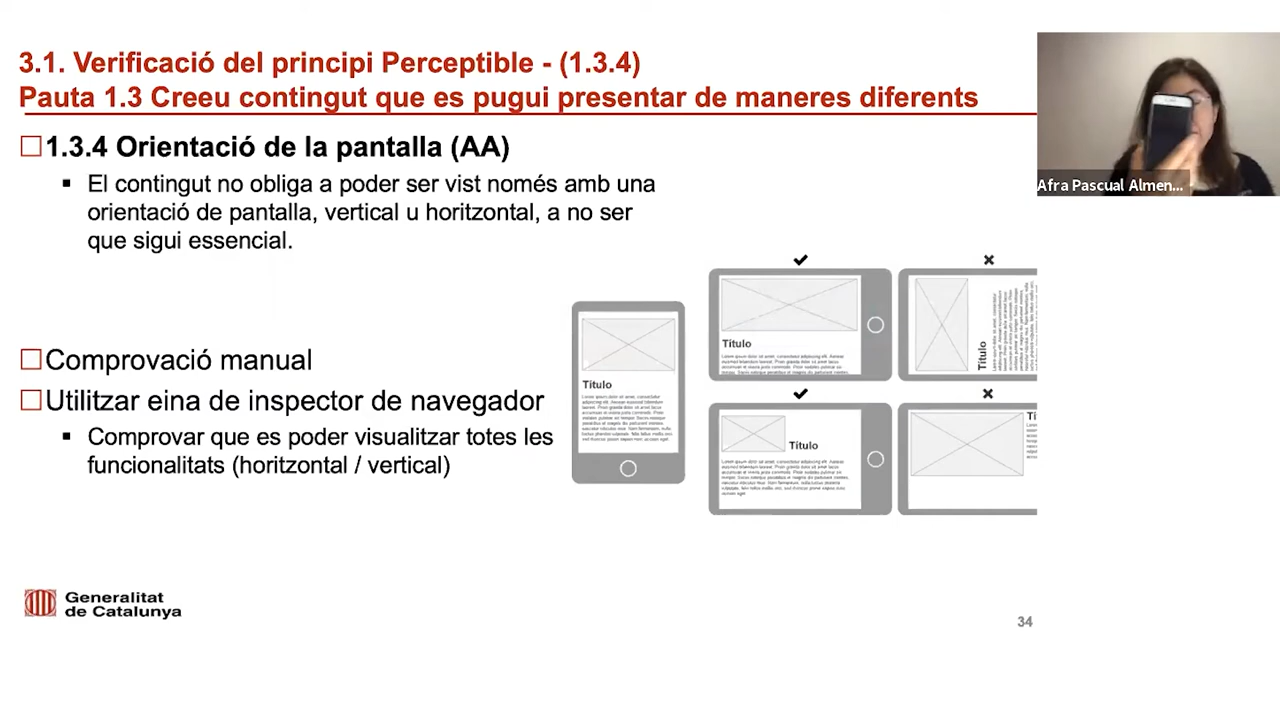 3.1. Verificació del principi Perceptible - (1.3.4)
Pauta 1.3 Creeu contingut que es pugui presentar de maneres diferents
1.3.4 Orientació de la pantalla (AA)
El contingut no obliga a poder ser vist només amb una
orientació de pantalla, vertical u horitzontal, a no ser
que sigui essencial.
Comprovació manual
Utilitzar eina de inspector de navegador
Comprovar que es poder visualitzar totes les
funcionalitats (horitzontal / vertical)
Título
Título
Título
Título
Tí
Generalitat
de Catalunya
34
Afra Pascual Almen...